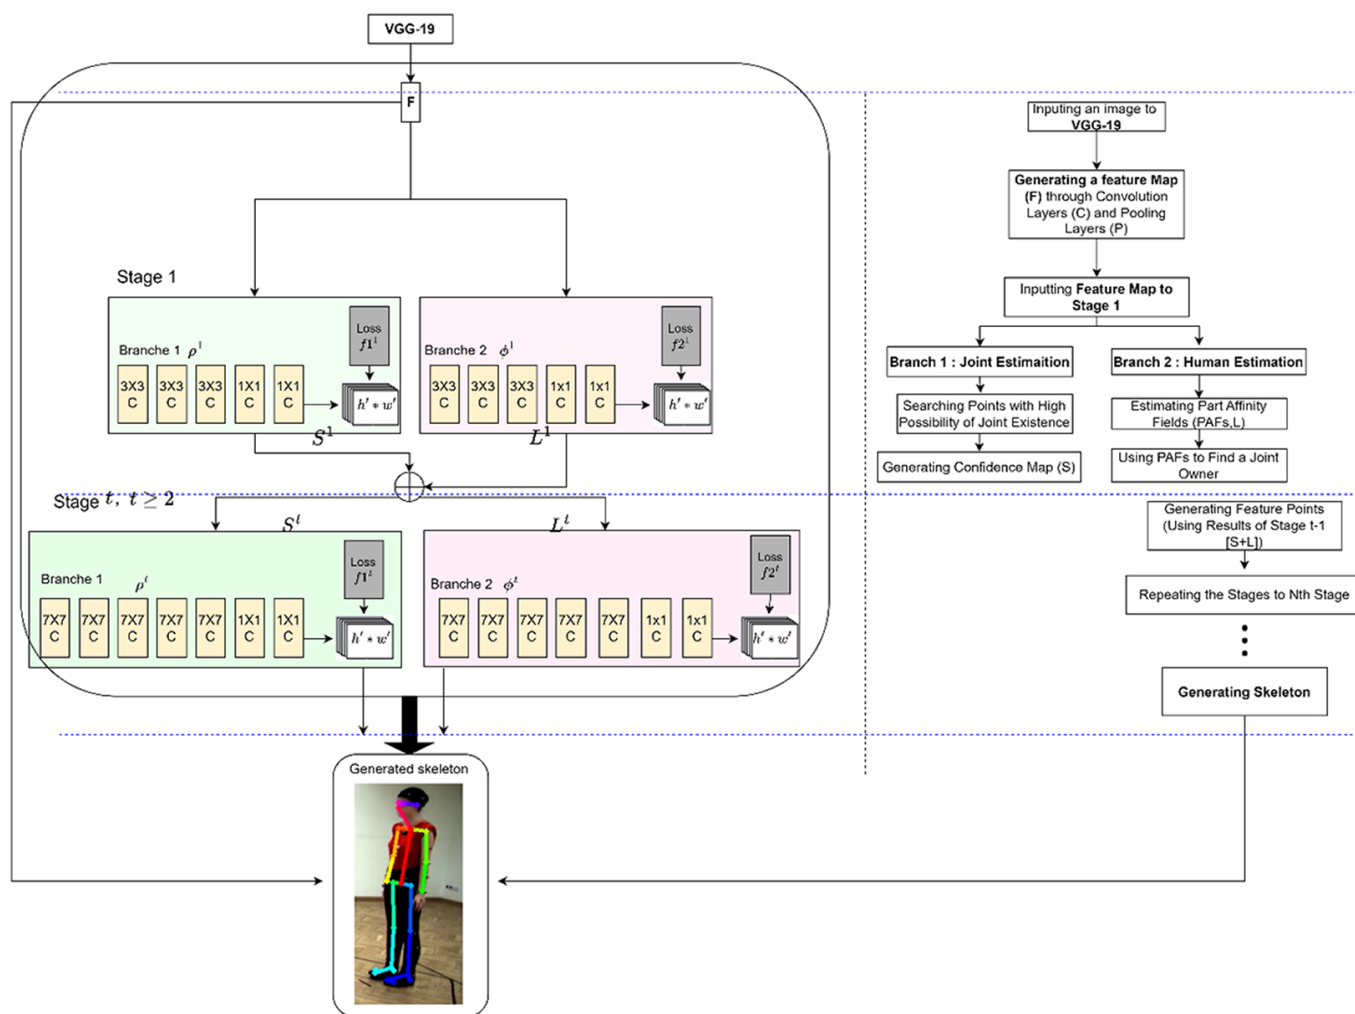 VGG-19
F
Stage 1
Branche 1 ρ¹
Loss
f1¹
3X3
C
3X3
C
3X3
C
1X1
C
1X1
C
h' * w'
S¹
Branche 2 ϕ¹
Loss
f2¹
3X3
C
3X3
C
3X3
C
1x1
C
1x1
C
h' * w'
L¹
Stage t, t ≥ 2
Sᵗ
Branche 1 ρᵗ
Loss
f1ᵗ
7X7
C
7X7
C
7X7
C
7X7
C
7X7
C
1X1
C
1X1
C
h' * w'
Lᵗ
Branche 2 ϕᵗ
Loss
f2ᵗ
7X7
C
7X7
C
7X7
C
7X7
C
7X7
C
1x1
C
1x1
C
h' * w'
Generated skeleton
Inputing an image to
VGG-19
Generating a feature Map
(F) through Convolution
Layers (C) and Pooling
Layers (P)
Inputting Feature Map to
Stage 1
Branch 1 : Joint Estimaition
Searching Points with High
Possibility of Joint Existence
Generating Confidence Map (S)
Branch 2 : Human Estimation
Estimating Part Affinity
Fields (PAFs,L)
Using PAFs to Find a Joint
Owner
Generating Feature Points
(Using Results of Stage t-1
[S+L])
Repeating the Stages to Nth Stage
Generating Skeleton